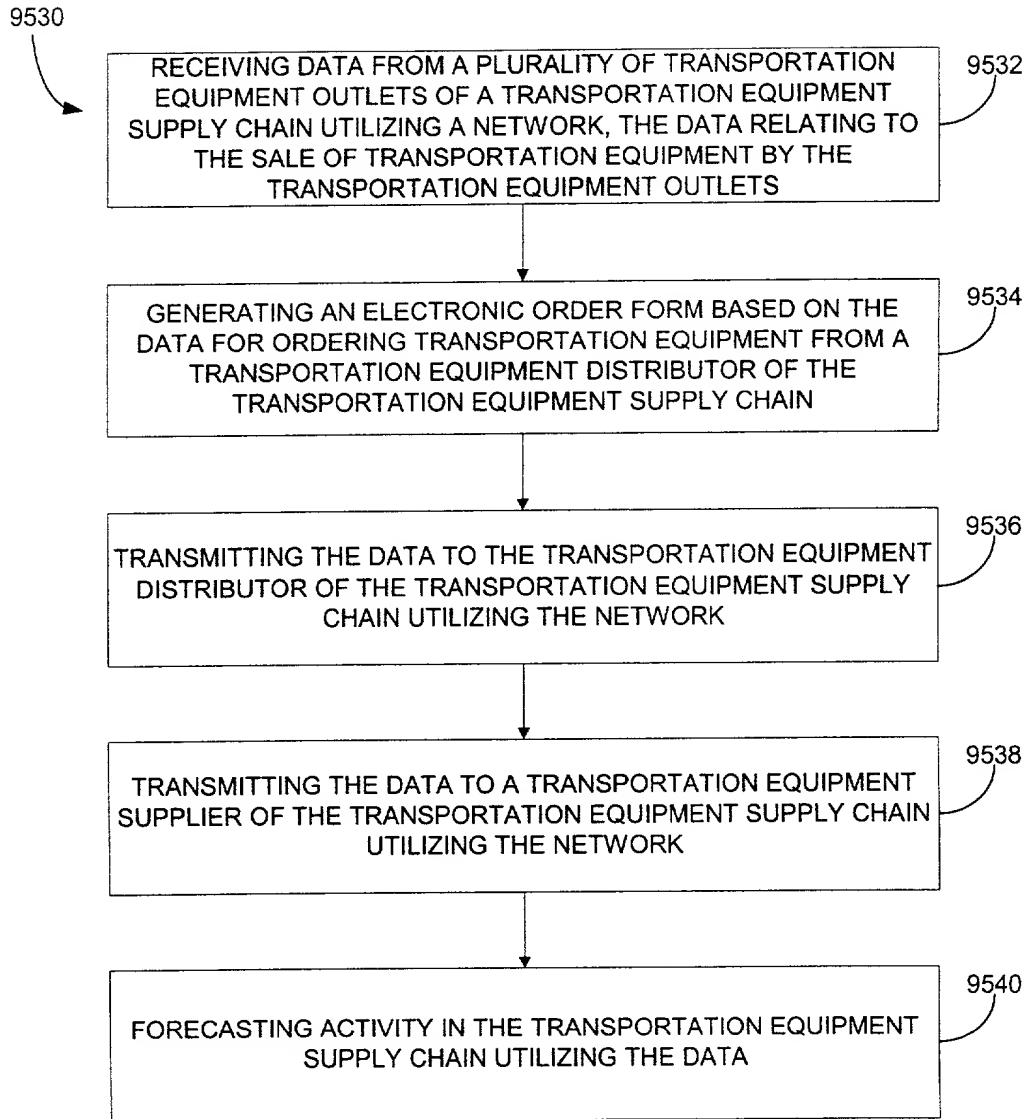 9530
RECEIVING DATA FROM A PLURALITY OF TRANSPORTATION
EQUIPMENT OUTLETS OF A TRANSPORTATION EQUIPMENT
SUPPLY CHAIN UTILIZING A NETWORK, THE DATA RELATING TO
THE SALE OF TRANSPORTATION EQUIPMENT BY THE
TRANSPORTATION EQUIPMENT OUTLETS
9532
GENERATING AN ELECTRONIC ORDER FORM BASED ON THE
DATA FOR ORDERING TRANSPORTATION EQUIPMENT FROM A
TRANSPORTATION EQUIPMENT DISTRIBUTOR OF THE
TRANSPORTATION EQUIPMENT SUPPLY CHAIN
9534
TRANSMITTING THE DATA TO THE TRANSPORTATION EQUIPMENT
DISTRIBUTOR OF THE TRANSPORTATION EQUIPMENT SUPPLY
CHAIN UTILIZING THE NETWORK
9536
TRANSMITTING THE DATA TO A TRANSPORTATION EQUIPMENT
SUPPLIER OF THE TRANSPORTATION EQUIPMENT SUPPLY CHAIN
UTILIZING THE NETWORK
9538
FORECASTING ACTIVITY IN THE TRANSPORTATION EQUIPMENT
SUPPLY CHAIN UTILIZING THE DATA
9540